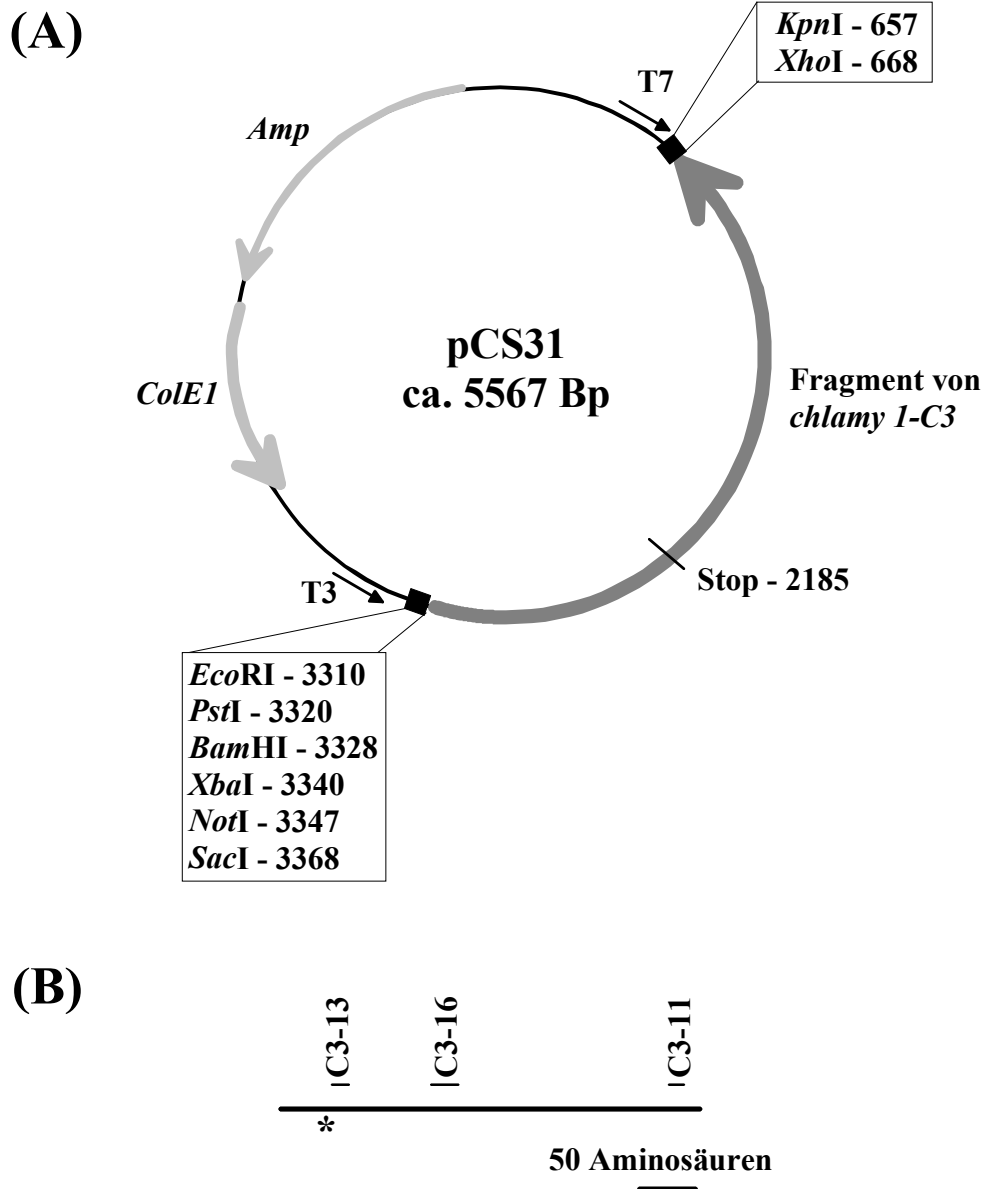 (A)
KpnI - 657
XhoI - 668
T7
Amp
pCS31
ca. 5567 Bp
ColE1
Fragment von
chlamy 1-C3
Stop - 2185
T3
EcoRI - 3310
PstI - 3320
BamHI - 3328
XbaI - 3340
NotI - 3347
SacI - 3368
(B)
C3-13
C3-16
C3-11
*
50 Aminosäuren